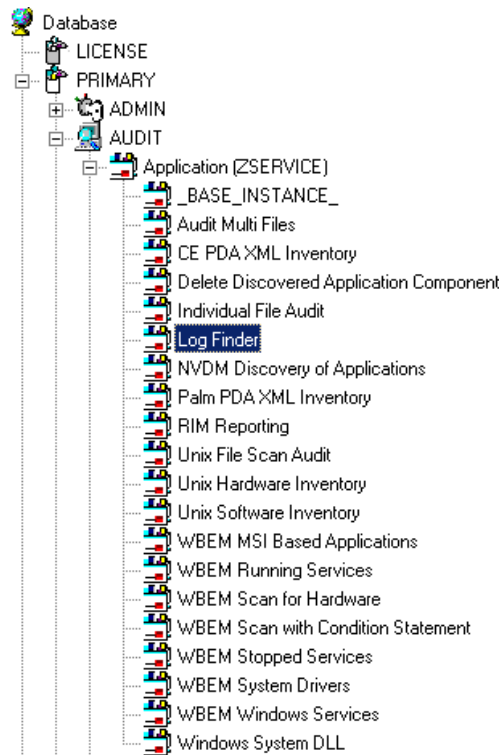 Database
LICENSE
PRIMARY
ADMIN
AUDIT
Application (ZSERVICE)
_BASE_INSTANCE_
Audit Multi Files
CE PDA XML Inventory
Delete Discovered Application Component
Individual File Audit
Log Finder
NVDM Discovery of Applications
Palm PDA XML Inventory
RIM Reporting
Unix File Scan Audit
Unix Hardware Inventory
Unix Software Inventory
WBEM MSI Based Applications
WBEM Running Services
WBEM Scan for Hardware
WBEM Scan with Condition Statement
WBEM Stopped Services
WBEM System Drivers
WBEM Windows Services
Windows System DLL